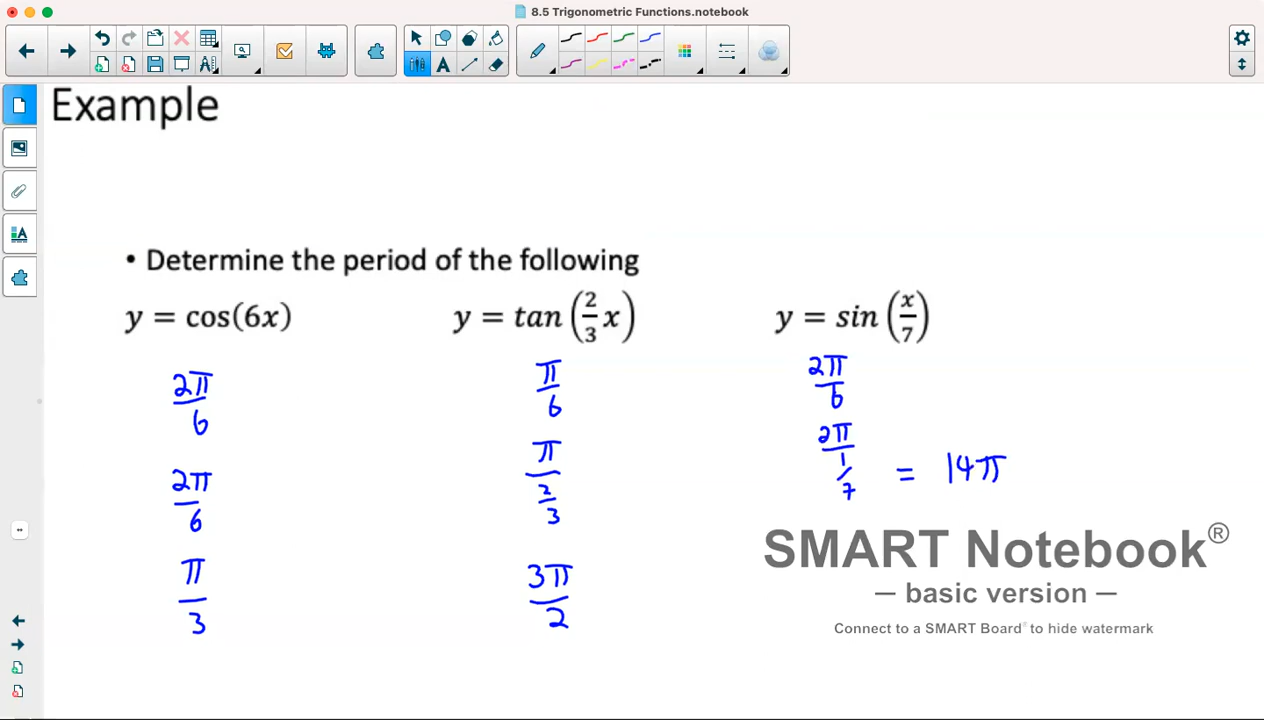 8.5 Trigonometric Functions.notebook
Example
• Determine the period of the following
y = cos(6x)
y = tan (2/3 x)
y = sin (x/7)
2π/6
2π/6
π/3
π/6
π/(2/3)
3π/2
2π/6
2π/(1/7) = 14π
SMART Notebook®
— basic version —
Connect to a SMART Board® to hide watermark